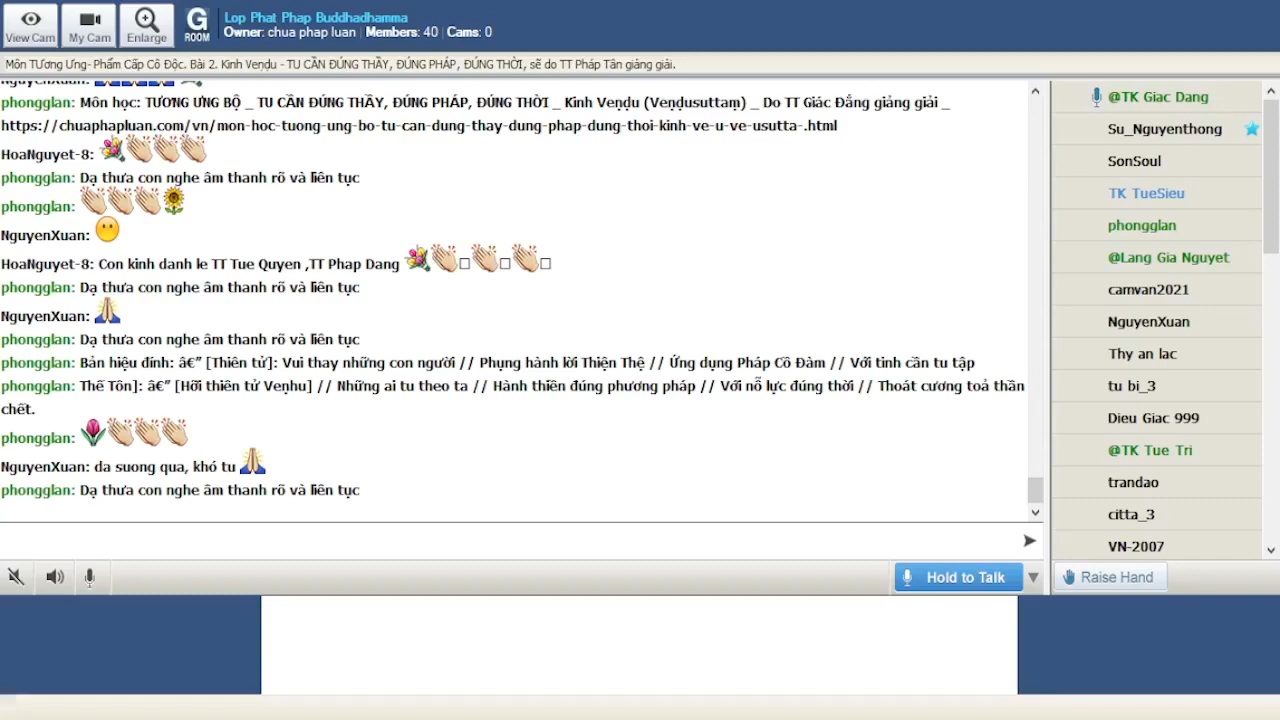 View Cam
My Cam
Enlarge
G
ROOM
Lop Phat Phap Buddhadhamma
Owner: chua phap luan | Members: 40 | Cams: 0
Môn TƯơng Ưng- Phẩm Cấp Cô Độc. Bài 2. Kinh Veṇḍu - TU CẦN ĐÚNG THẦY, ĐÚNG PHÁP, ĐÚNG THỜI, sẽ do TT Pháp Tân giảng giải.
NguyenXuan:
phongglan: Môn học: TƯƠNG ƯNG BỘ _ TU CẦN ĐÚNG THẦY, ĐÚNG PHÁP, ĐÚNG THỜI _ Kinh Veṇḍu (Veṇḍusuttaṃ) _ Do TT Giác Đẳng giảng giải _
https://chuaphapluan.com/vn/mon-hoc-tuong-ung-bo-tu-can-dung-thay-dung-phap-dung-thoi-kinh-ve-u-ve-usutta-.html
HoaNguyet-8:
phongglan: Dạ thưa con nghe âm thanh rõ và liên tục
phongglan:
NguyenXuan:
HoaNguyet-8: Con kinh danh le TT Tue Quyen ,TT Phap Dang
phongglan: Dạ thưa con nghe âm thanh rõ và liên tục
NguyenXuan:
phongglan: Dạ thưa con nghe âm thanh rõ và liên tục
phongglan: Bản hiệu đính: â€” [Thiên tử]: Vui thay những con người // Phụng hành lời Thiện Thệ // Ứng dụng Pháp Cồ Đàm // Với tinh cần tu tập
phongglan: Thế Tôn]: â€” [Hỡi thiên tử Veṇhu] // Những ai tu theo ta // Hành thiền đúng phương pháp // Với nỗ lực đúng thời // Thoát cương toả thần
chết.
phongglan:
NguyenXuan: da suong qua, khó tu
phongglan: Dạ thưa con nghe âm thanh rõ và liên tục
Hold to Talk
@TK Giac Dang
Su_Nguyenthong
SonSoul
TK TueSieu
phongglan
@Lang Gia Nguyet
camvan2021
NguyenXuan
Thy an lac
tu bi_3
Dieu Giac 999
@TK Tue Tri
trandao
citta_3
VN-2007
Raise Hand